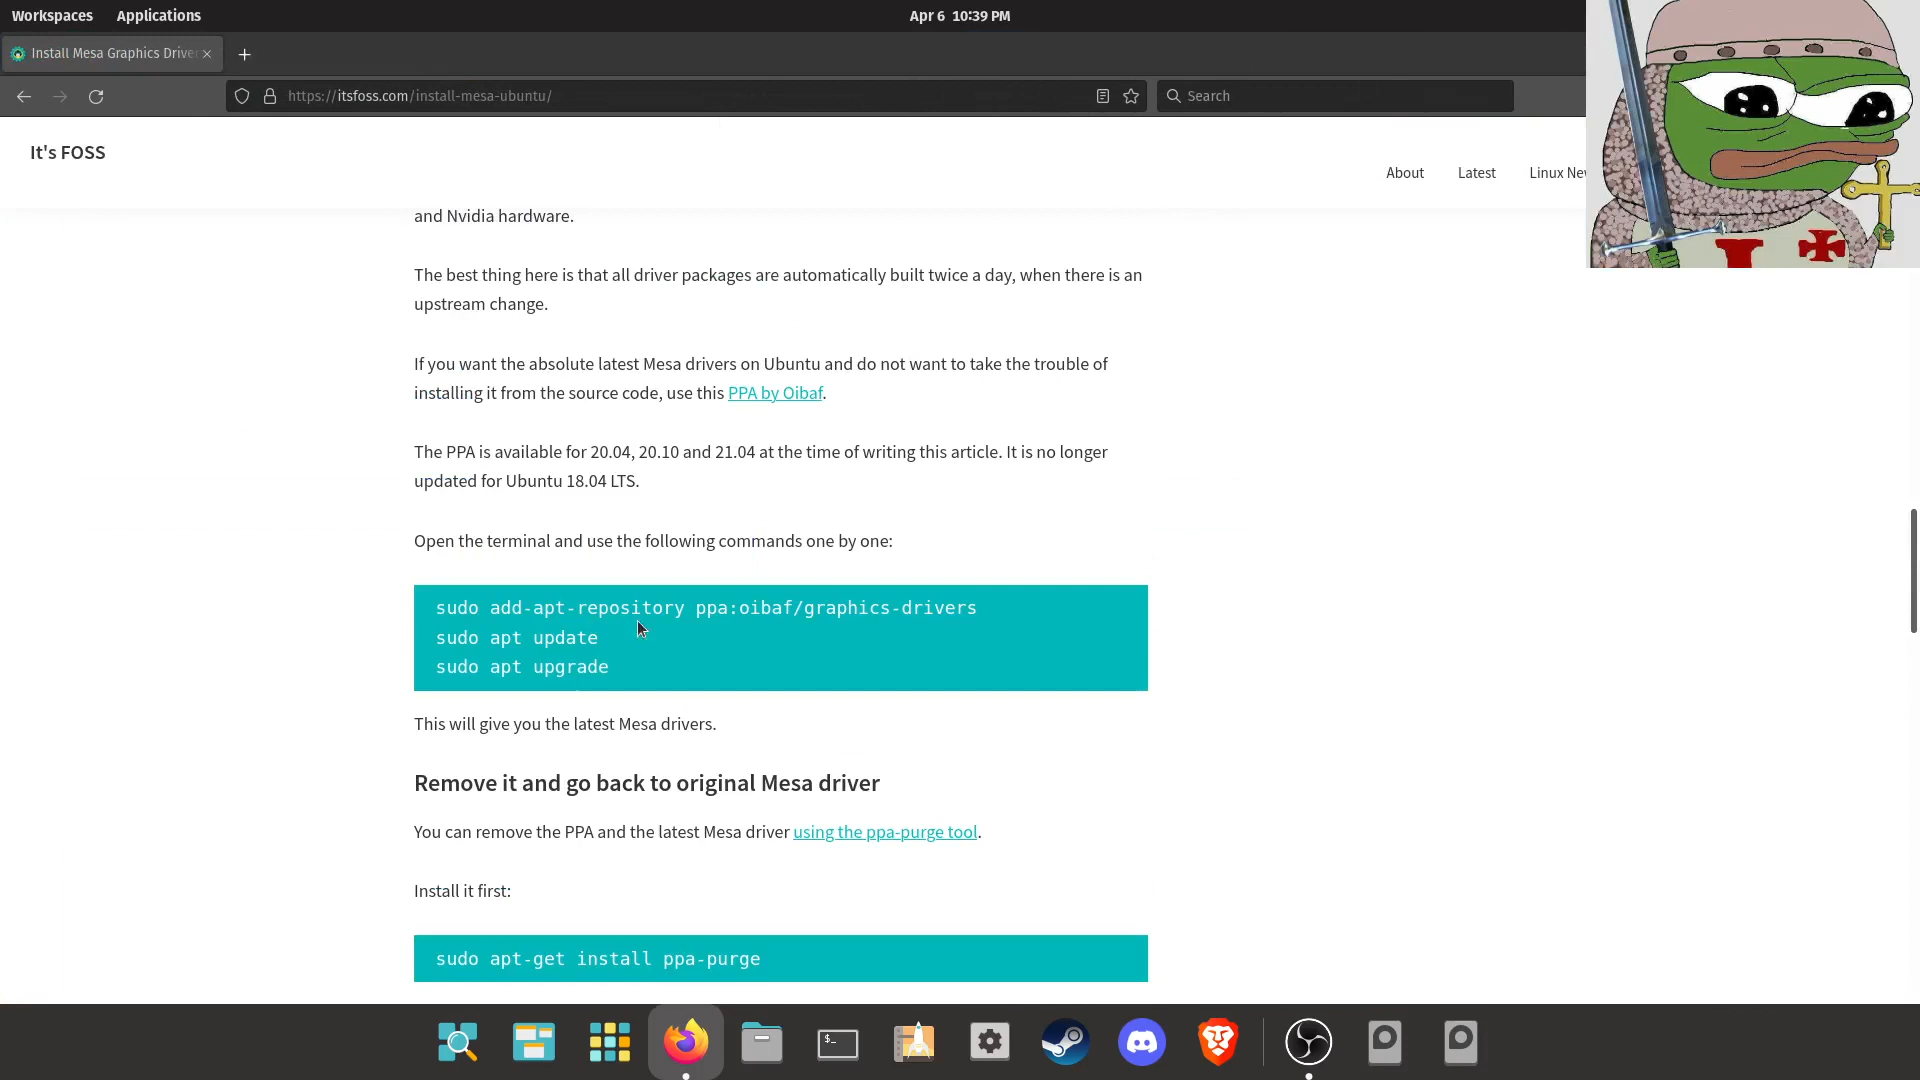 Workspaces
Applications
Apr 6 10:39 PM
Install Mesa Graphics Drive
https://itsfoss.com/install-mesa-ubuntu/
Search
It's FOSS
About
Latest
Linux Ne
and Nvidia hardware.
The best thing here is that all driver packages are automatically built twice a day, when there is an
upstream change.
If you want the absolute latest Mesa drivers on Ubuntu and do not want to take the trouble of
installing it from the source code, use this PPA by Oibaf.
The PPA is available for 20.04, 20.10 and 21.04 at the time of writing this article. It is no longer
updated for Ubuntu 18.04 LTS.
Open the terminal and use the following commands one by one:
sudo add-apt-repository ppa:oibaf/graphics-drivers
sudo apt update
sudo apt upgrade
This will give you the latest Mesa drivers.
Remove it and go back to original Mesa driver
You can remove the PPA and the latest Mesa driver using the ppa-purge tool.
Install it first:
sudo apt-get install ppa-purge
$_